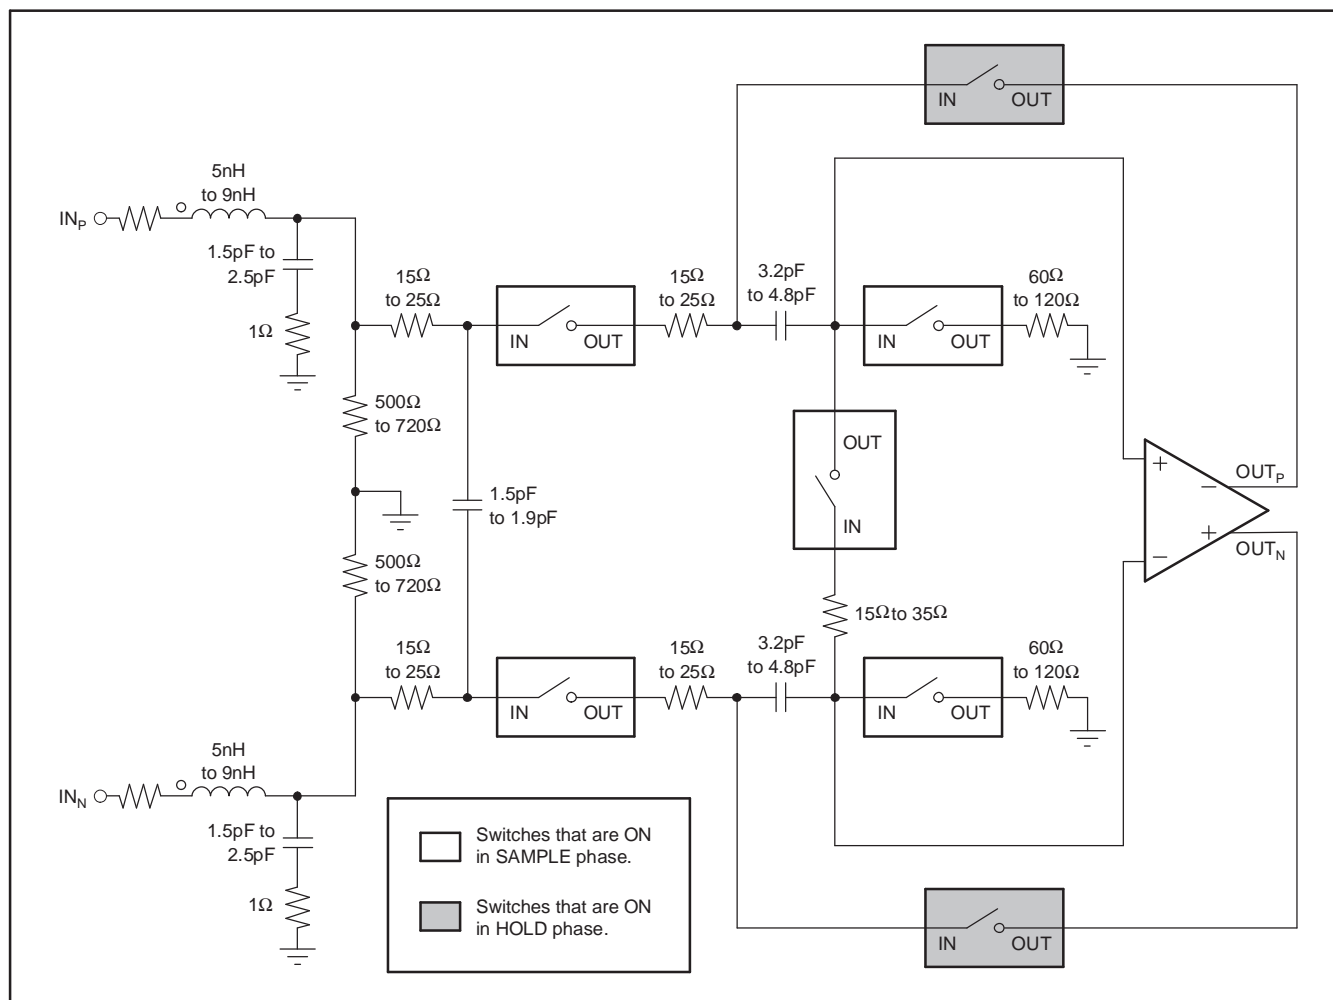 IN OUT
5nH
to 9nH
INP
1.5pF to
2.5pF
1Ω
15Ω
to 25Ω
IN OUT
15Ω
to 25Ω
3.2pF
to 4.8pF
IN OUT
60Ω
to 120Ω
500Ω
to 720Ω
OUT
IN
1.5pF
to 1.9pF
+
−
−
+
OUTP
OUTN
500Ω
to 720Ω
15Ω to 35Ω
15Ω
to 25Ω
IN OUT
15Ω
to 25Ω
3.2pF
to 4.8pF
IN OUT
60Ω
to 120Ω
5nH
to 9nH
INN
1.5pF to
2.5pF
1Ω
Switches that are ON
in SAMPLE phase.
Switches that are ON
in HOLD phase.
IN OUT